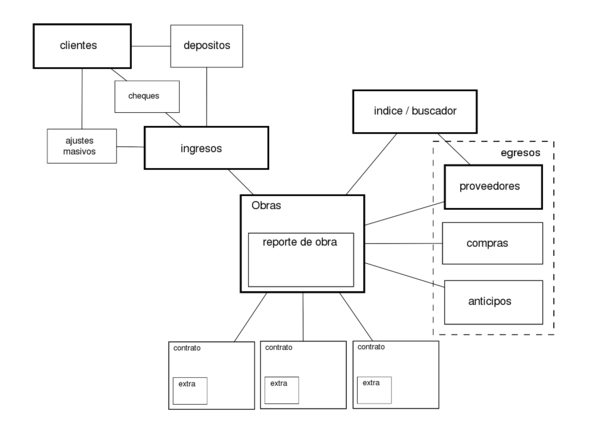 clientes
depositos
cheques
ajustes
masivos
ingresos
indice / buscador
egresos
proveedores
compras
anticipos
Obras
reporte de obra
contrato
extra
contrato
extra
contrato
extra